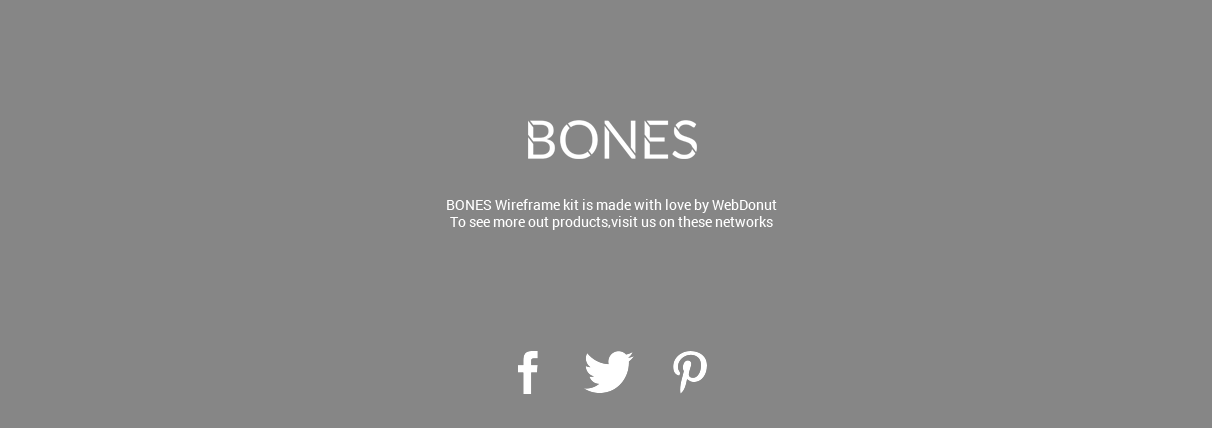 BONES
BONES Wireframe kit is made with love by WebDonut
To see more out products,visit us on these networks